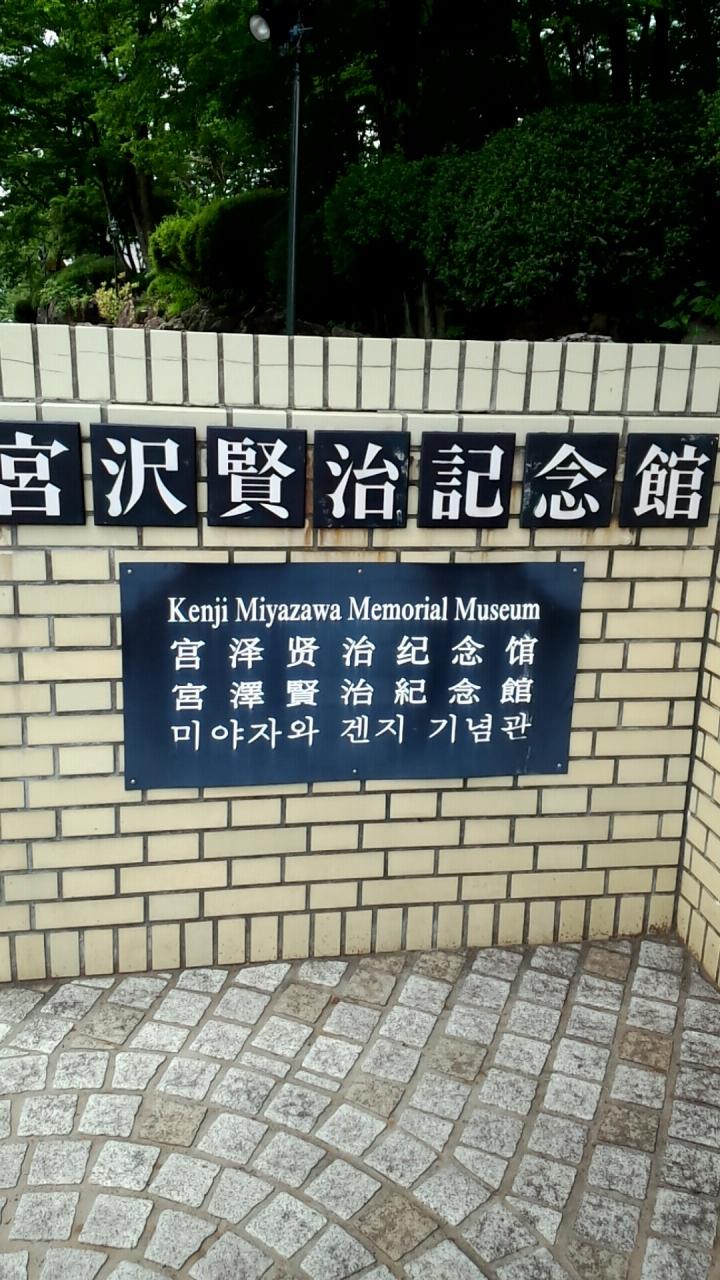 宮沢賢治記念館
Kenji Miyazawa Memorial Museum
宫泽贤治纪念馆
宮澤賢治紀念館
미야자와 겐지 기념관